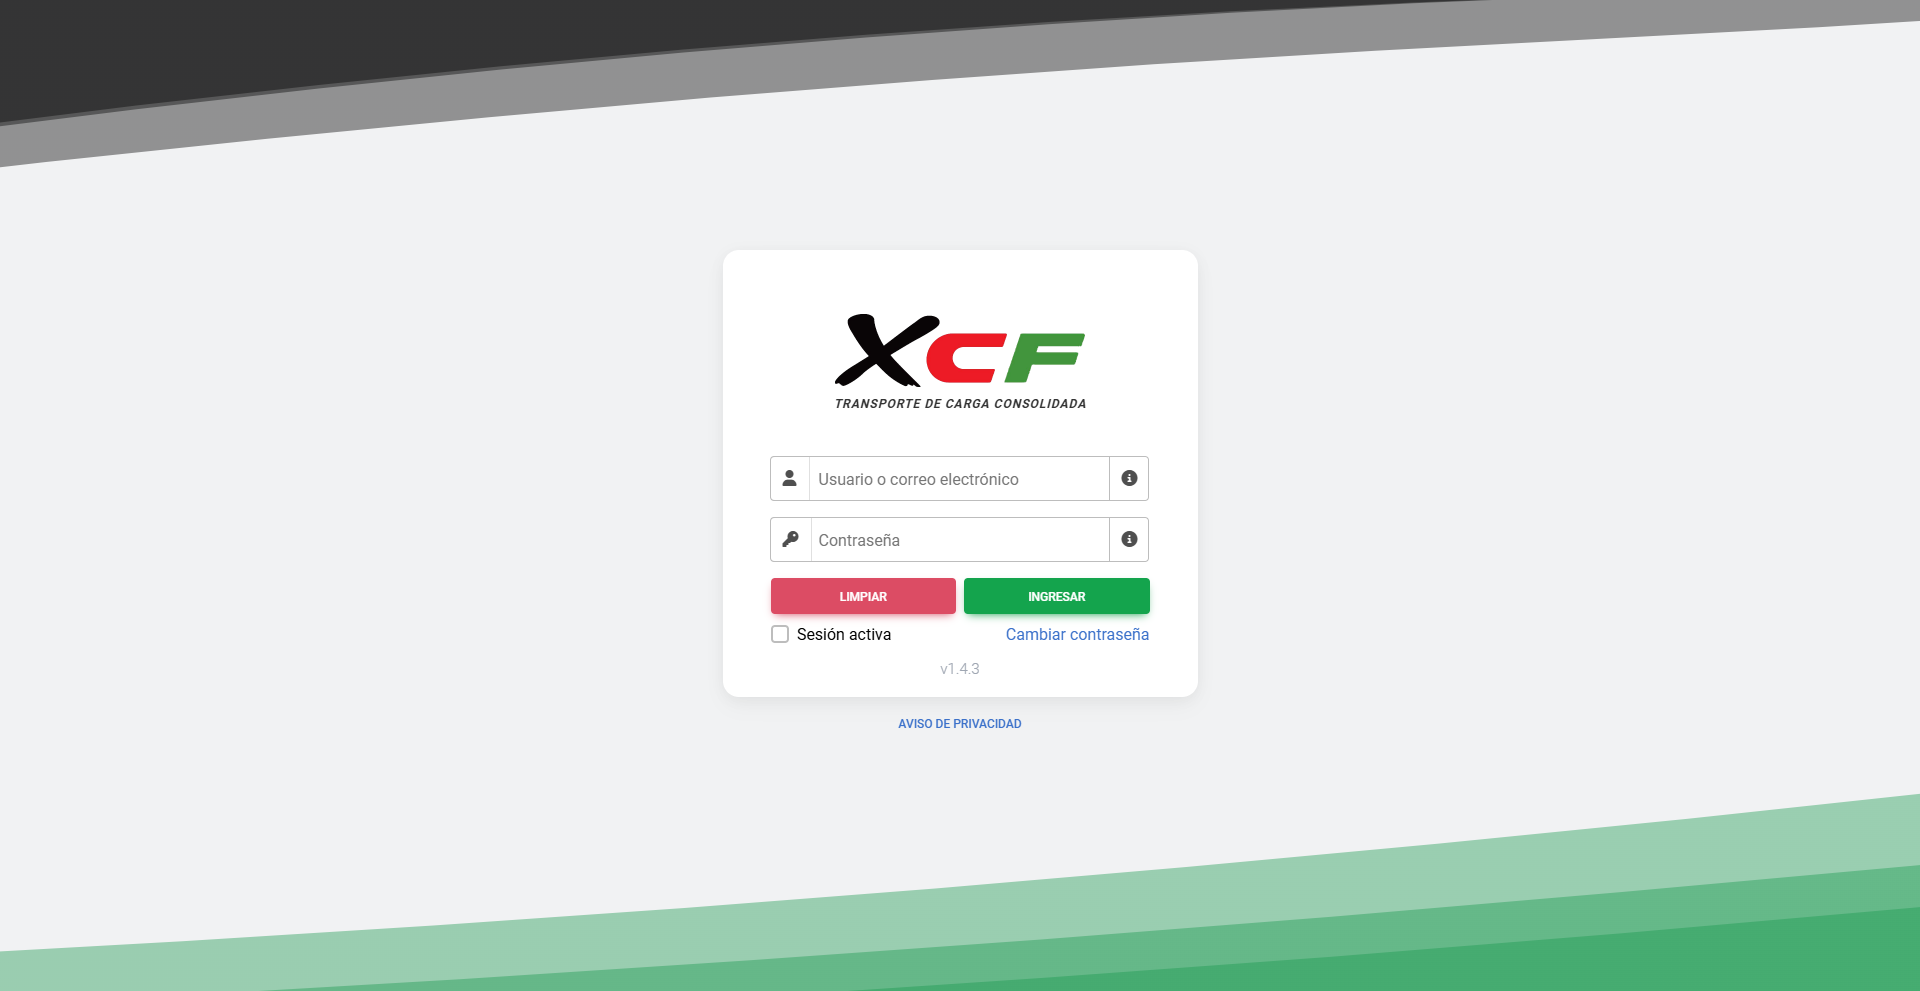 XCF
TRANSPORTE DE CARGA CONSOLIDADA
Usuario o correo electrónico
Contraseña
LIMPIAR
INGRESAR
Sesión activa
Cambiar contraseña
v1.4.3
AVISO DE PRIVACIDAD